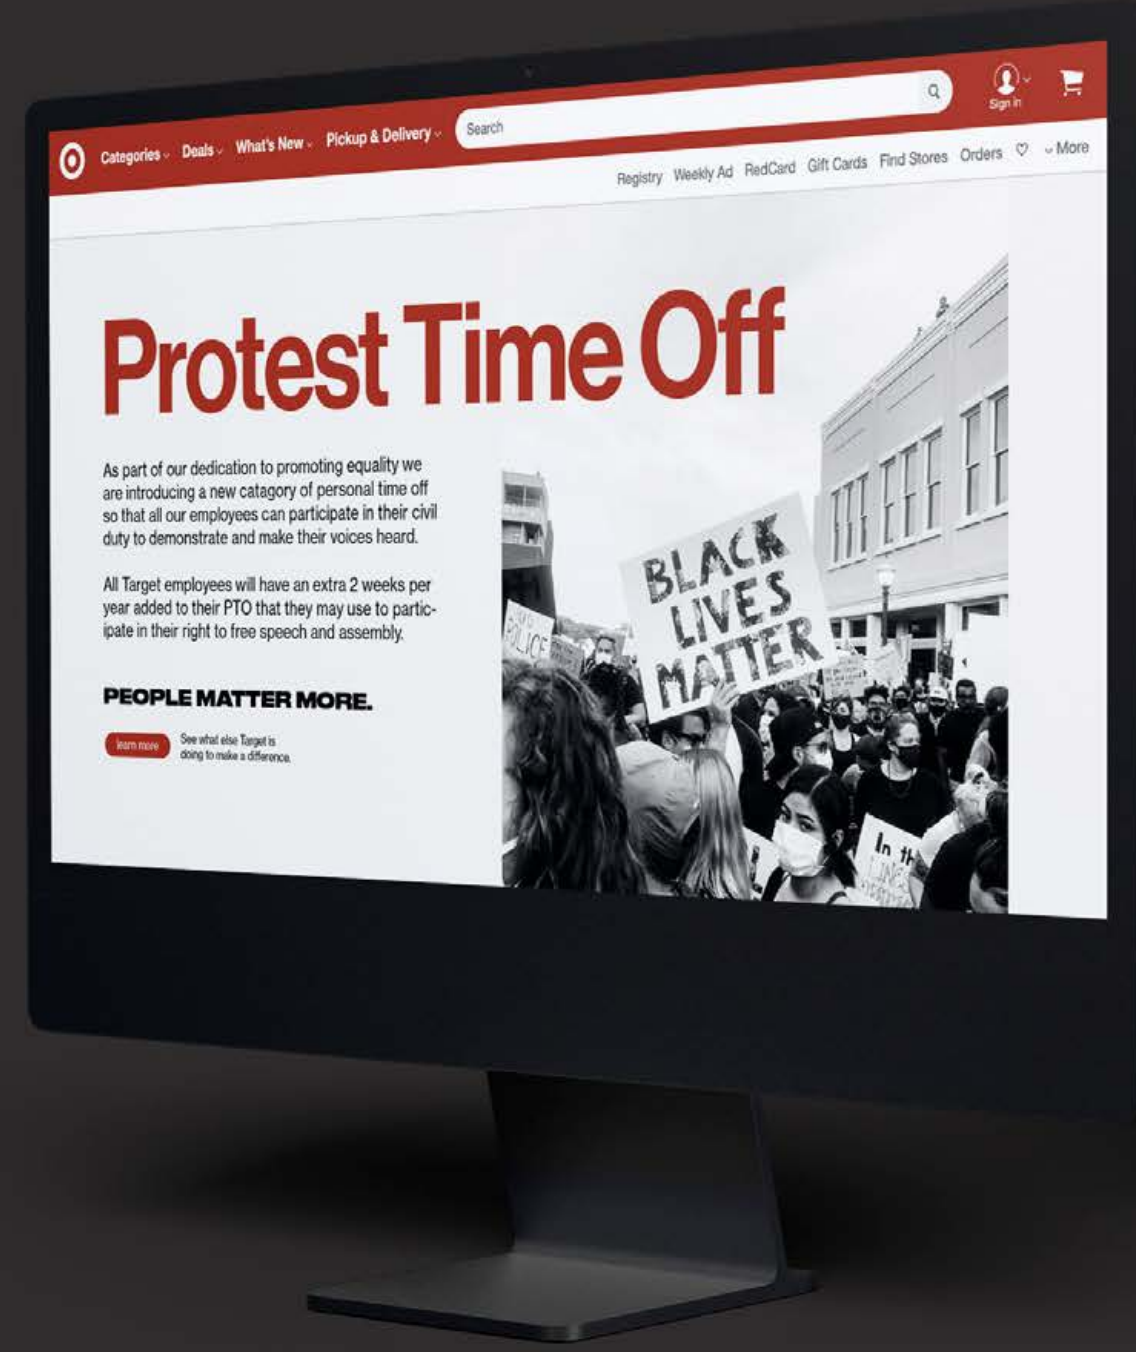 Categories Deals What's New Pickup & Delivery Search Sign in
Registry Weekly Ad RedCard Gift Cards Find Stores Orders More
Protest Time Off
As part of our dedication to promoting equality we
are introducing a new catagory of personal time off
so that all our employees can participate in their civil
duty to demonstrate and make their voices heard.
All Target employees will have an extra 2 weeks per
year added to their PTO that they may use to partic-
ipate in their right to free speech and assembly.
PEOPLE MATTER MORE.
learn more
See what else Target is
doing to make a difference.
BLACK
LIVES
MATTER
POLICE
In th